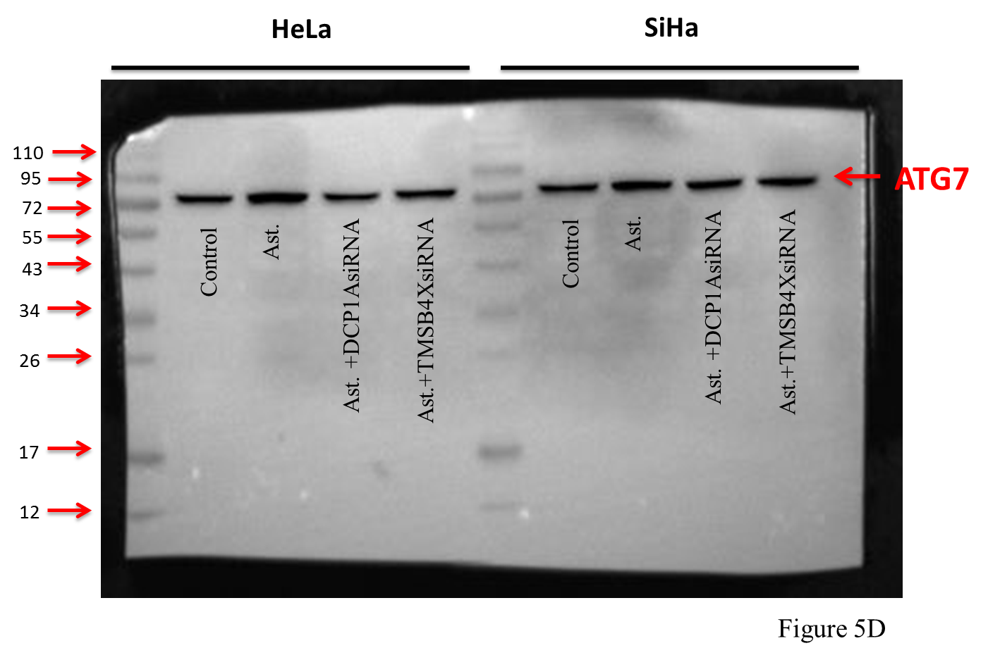 HeLa
SiHa
110
95
72
55
43
34
26
17
12
ATG7
Control
Ast.
Ast. +DCP1AsiRNA
Ast.+TMSB4XsiRNA
Control
Ast.
Ast. +DCP1AsiRNA
Ast.+TMSB4XsiRNA
Figure 5D